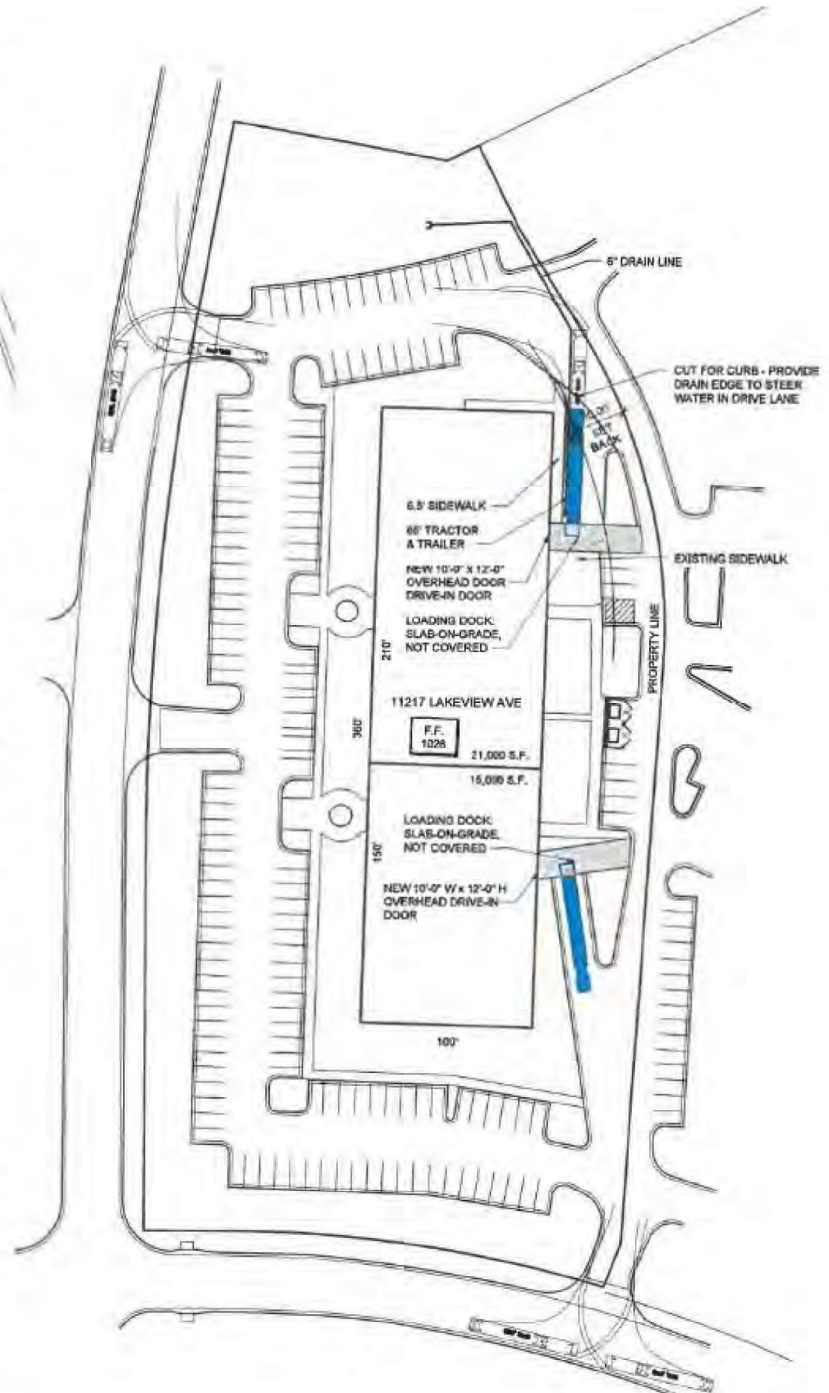 6" DRAIN LINE
CUT FOR CURB - PROVIDE
DRAIN EDGE TO STEER
WATER IN DRIVE LANE
BACK
6.5' SIDEWALK
65' TRACTOR
& TRAILER
NEW 10'-0" x 12'-0"
OVERHEAD DOOR
DRIVE-IN DOOR
EXISTING SIDEWALK
LOADING DOCK:
SLAB-ON-GRADE,
NOT COVERED
PROPERTY LINE
210'
11217 LAKEVIEW AVE
F.F.
1026
360'
21,000 S.F.
15,000 S.F.
LOADING DOCK:
SLAB-ON-GRADE,
NOT COVERED
150'
NEW 10'-0" W x 12'-0" H
OVERHEAD DRIVE-IN
DOOR
100'